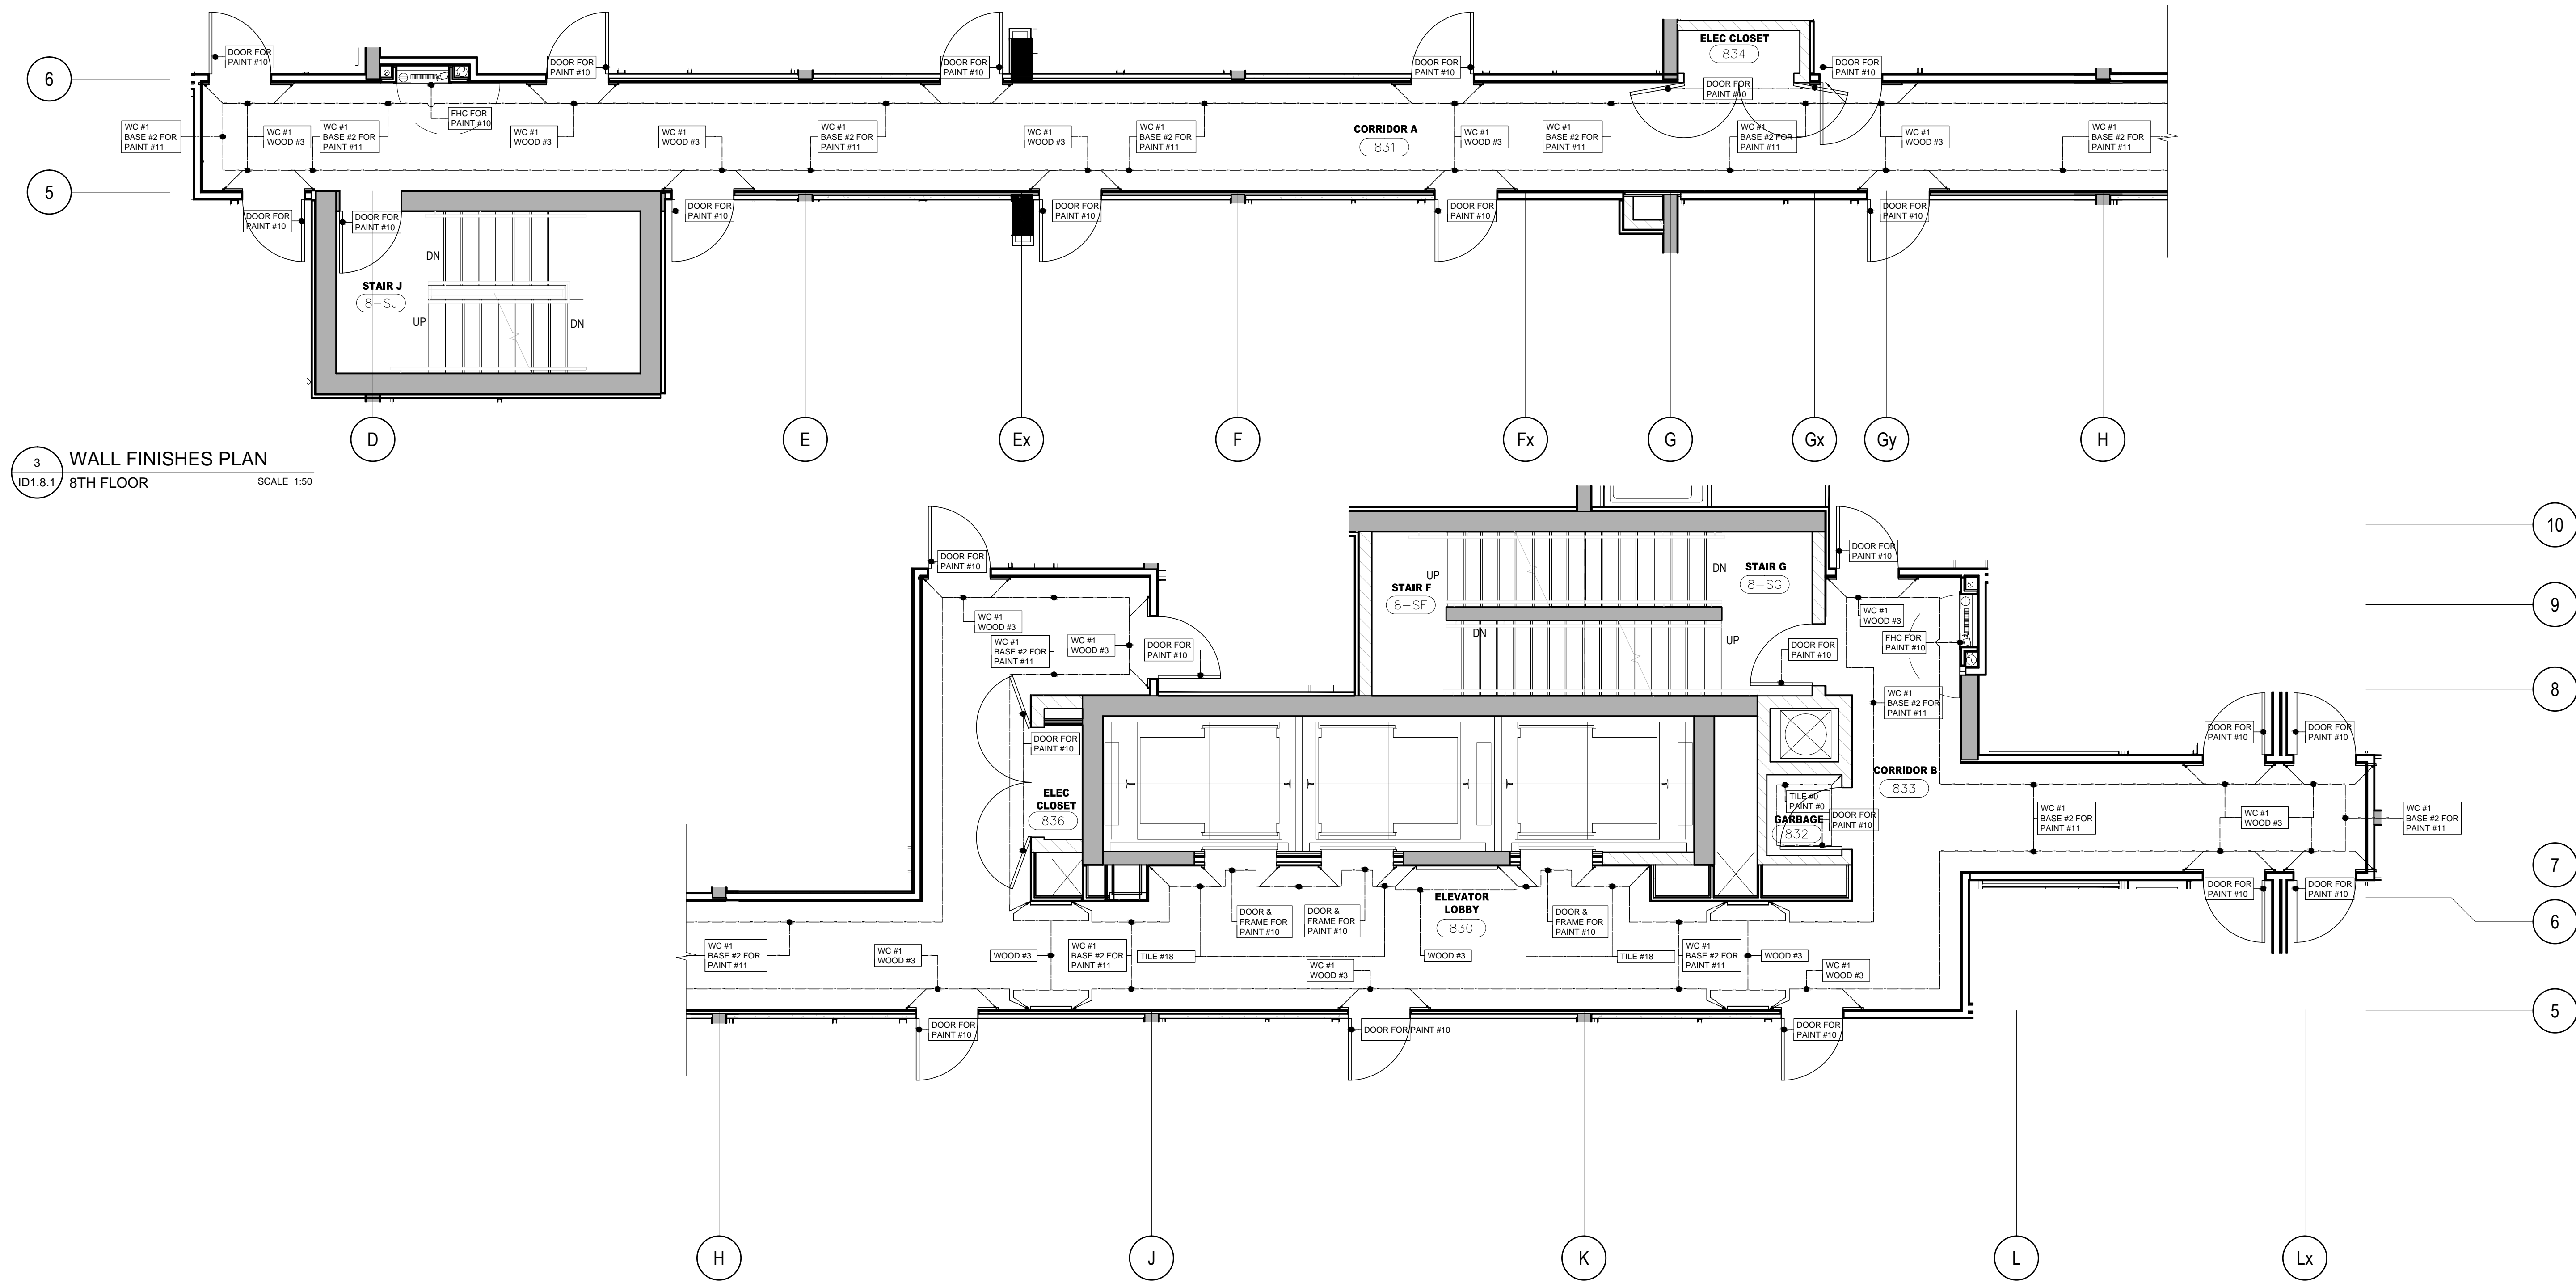 DOOR FOR
PAINT #10
DOOR FOR
PAINT #10
DOOR FOR
PAINT #10
DOOR FOR
PAINT #10
ELEC CLOSET
834
DOOR FOR
PAINT #10
DOOR FOR
PAINT #10
6
FHC FOR
PAINT #10
WC #1
BASE #2 FOR
PAINT #11
WC #1
WOOD #3
WC #1
BASE #2 FOR
PAINT #11
WC #1
WOOD #3
WC #1
WOOD #3
WC #1
BASE #2 FOR
PAINT #11
WC #1
WOOD #3
WC #1
BASE #2 FOR
PAINT #11
CORRIDOR A
831
WC #1
WOOD #3
WC #1
BASE #2 FOR
PAINT #11
WC #1
BASE #2 FOR
PAINT #11
WC #1
WOOD #3
WC #1
BASE #2 FOR
PAINT #11
5
DOOR FOR
PAINT #10
DOOR FOR
PAINT #10
DOOR FOR
PAINT #10
DOOR FOR
PAINT #10
DOOR FOR
PAINT #10
DOOR FOR
PAINT #10
DN
STAIR J
8-SJ
UP
DN
D
E
Ex
F
Fx
G
Gx
Gy
H
3
ID1.8.1
WALL FINISHES PLAN
8TH FLOOR
SCALE 1:50
10
DOOR FOR
PAINT #10
DOOR FOR
PAINT #10
STAIR F
8-SF
UP
DN
STAIR G
8-SG
9
WC #1
WOOD #3
WC #1
BASE #2 FOR
PAINT #11
WC #1
WOOD #3
DOOR FOR
PAINT #10
DN
UP
DOOR FOR
PAINT #10
WC #1
WOOD #3
FHC FOR
PAINT #10
8
WC #1
BASE #2 FOR
PAINT #11
DOOR FOR
PAINT #10
DOOR FOR
PAINT #10
DOOR FOR
PAINT #10
ELEC
CLOSET
836
CORRIDOR B
833
TILE #0
PAINT #0
GARBAGE
832
DOOR FOR
PAINT #10
WC #1
BASE #2 FOR
PAINT #11
WC #1
WOOD #3
WC #1
BASE #2 FOR
PAINT #11
7
DOOR FOR
PAINT #10
DOOR FOR
PAINT #10
6
DOOR &
FRAME FOR
PAINT #10
DOOR &
FRAME FOR
PAINT #10
ELEVATOR
LOBBY
830
DOOR &
FRAME FOR
PAINT #10
WC #1
BASE #2 FOR
PAINT #11
WC #1
WOOD #3
WOOD #3
WC #1
BASE #2 FOR
PAINT #11
TILE #18
WC #1
WOOD #3
WOOD #3
TILE #18
WC #1
BASE #2 FOR
PAINT #11
WOOD #3
WC #1
WOOD #3
5
DOOR FOR
PAINT #10
DOOR FOR PAINT #10
DOOR FOR
PAINT #10
H
J
K
L
Lx